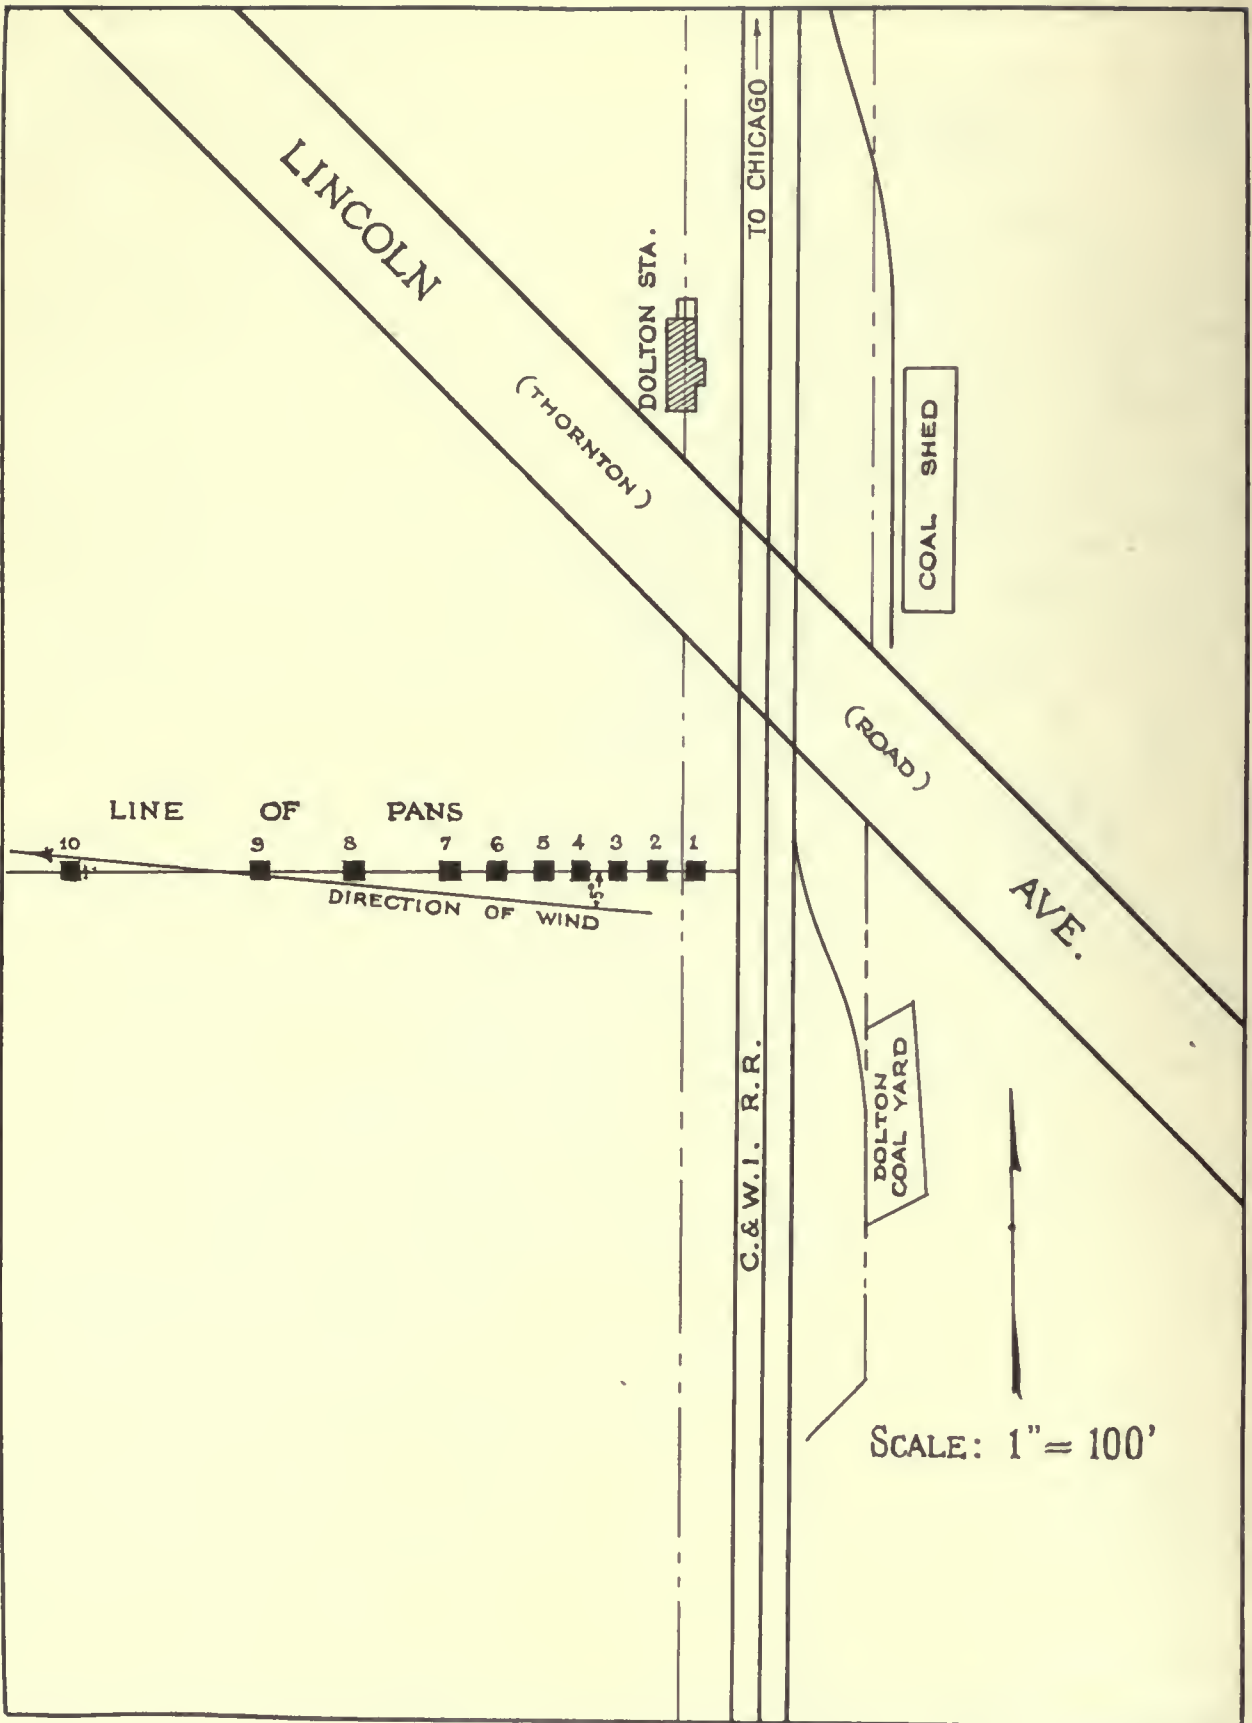 TO CHICAGO
LINCOLN
DOLTON STA.
(THORNTON)
COAL SHED
(ROAD)
LINE OF PANS
10 9 8 7 6 5 4 3 2 1
5°
DIRECTION OF WIND
AVE.
C. & W. I. R. R.
DOLTON
COAL YARD
SCALE: 1" = 100'